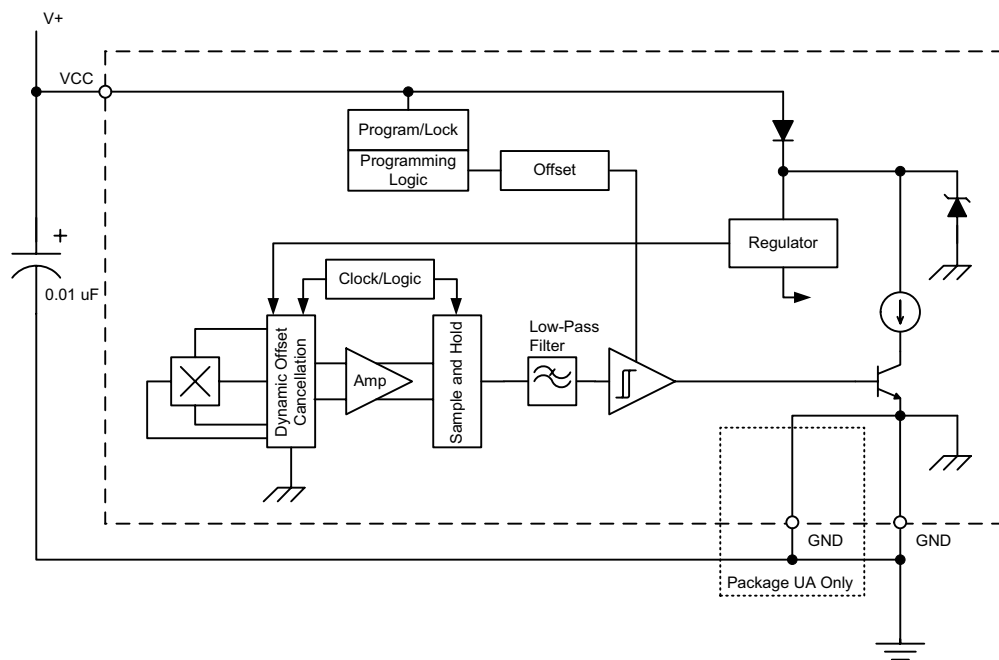 V+
VCC
Program/Lock
Programming
Logic
Offset
Regulator
+
0.01 uF
Clock/Logic
Dynamic Offset
Cancellation
Amp
Sample and Hold
Low-Pass
Filter
GND
GND
Package UA Only